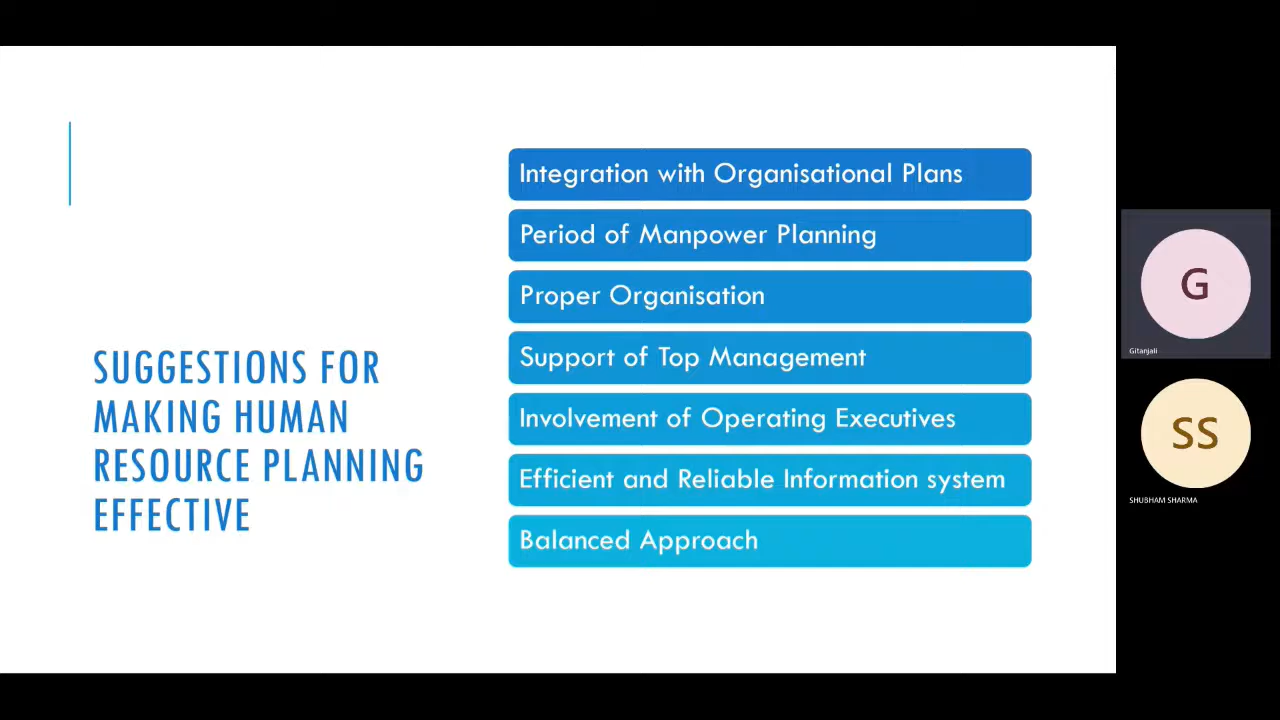 SUGGESTIONS FOR
MAKING HUMAN
RESOURCE PLANNING
EFFECTIVE
Integration with Organisational Plans
Period of Manpower Planning
Proper Organisation
Support of Top Management
Involvement of Operating Executives
Efficient and Reliable Information system
Balanced Approach
G
Gitanjali
SS
SHUBHAM SHARMA